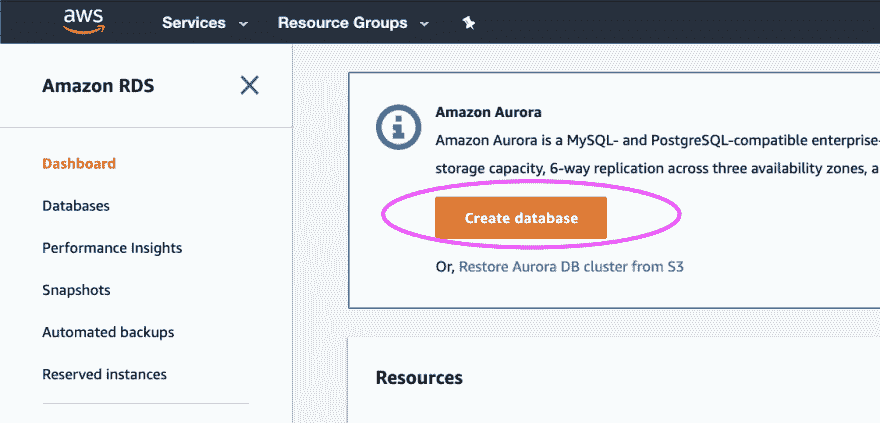 aws
Services
Resource Groups
Amazon RDS
Dashboard
Databases
Performance Insights
Snapshots
Automated backups
Reserved instances
Amazon Aurora
Amazon Aurora is a MySQL- and PostgreSQL-compatible enterprise-
storage capacity, 6-way replication across three availability zones, a
Create database
Or, Restore Aurora DB cluster from S3
Resources